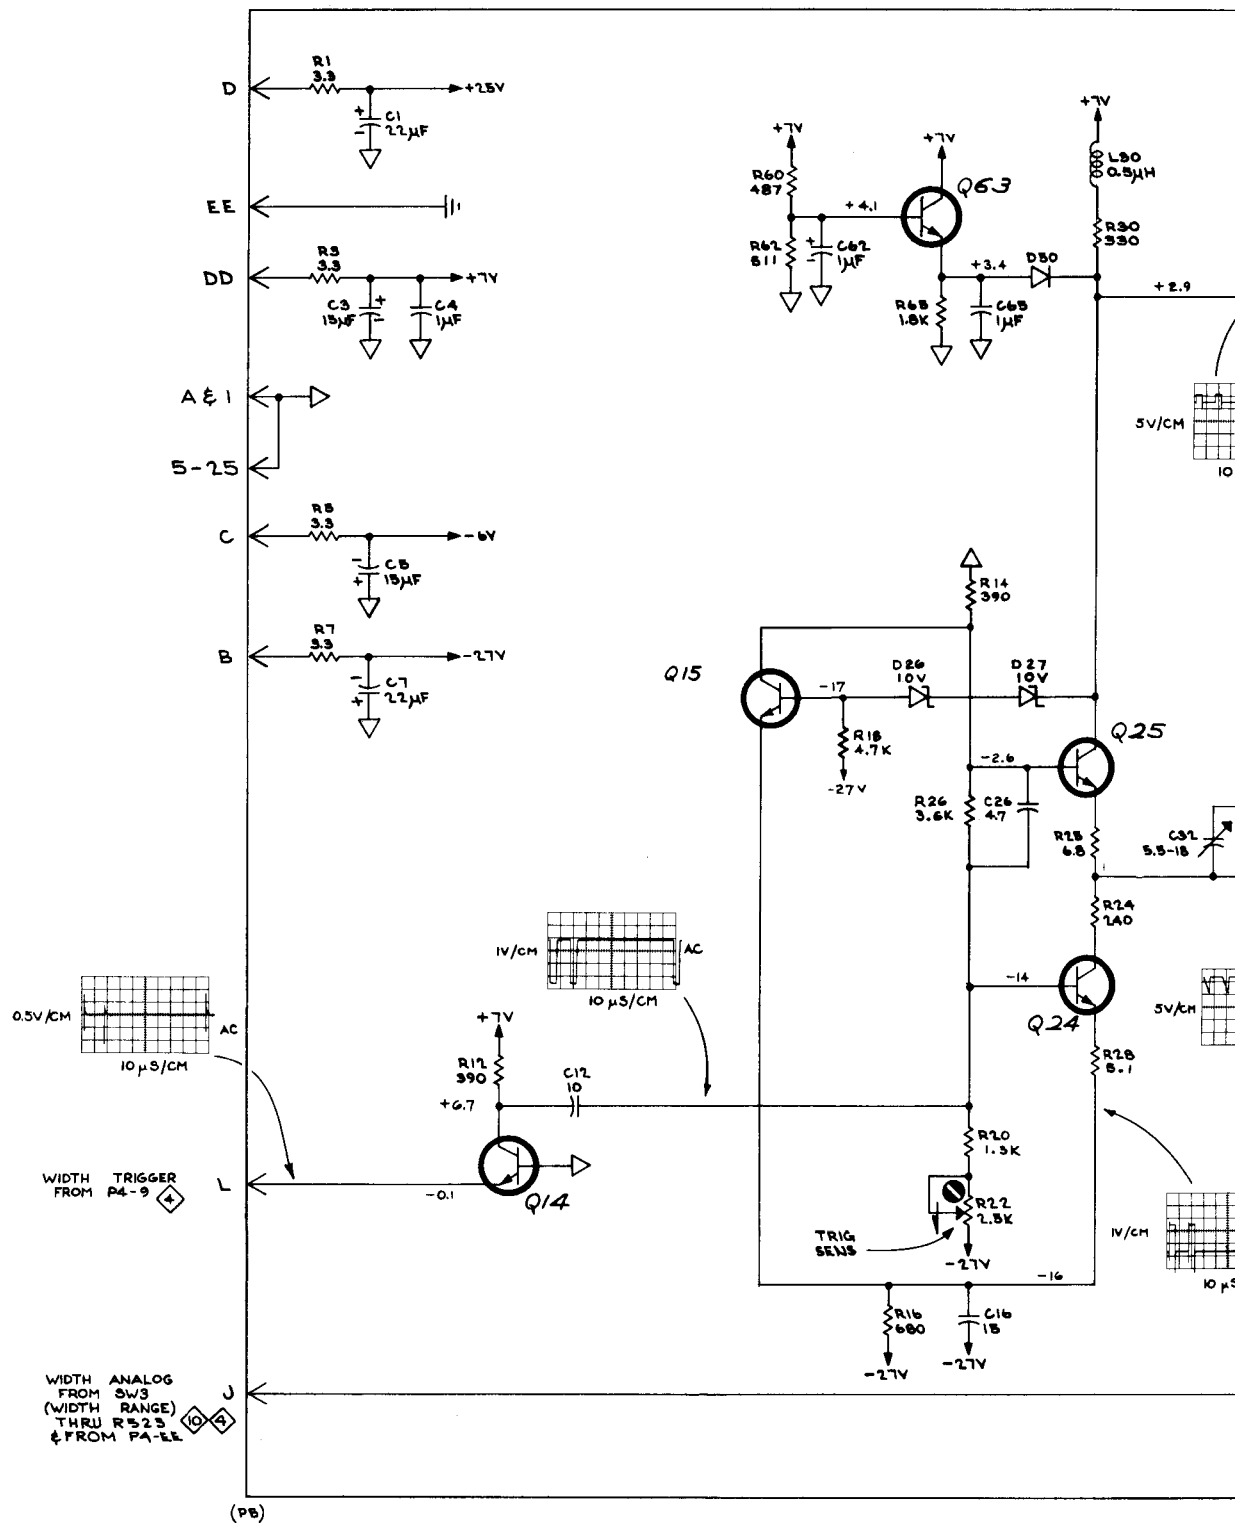 R1
3.3
D
+25V
+
-
C1
22µF
EE
R3
3.3
DD
+7V
C3
15µF
+
-
C4
1µF
A & 1
5-25
R5
3.3
C
-6V
-
+
C5
15µF
R7
3.3
B
-27V
-
+
C7
22µF
+7V
R60
487
+4.1
R62
511
+
-
C62
1µF
+7V
Q63
+3.4
D30
C65
1µF
1.8K
+7V
0.5µH
R30
330
+2.9
5V/CM
10
R14
390
Q15
-17
D26
10V
D27
10V
R18
4.7K
-27V
-2.6
Q25
R26
3.6K
C26
4.7
R25
6.8
C32
5.5-18
R24
240
-14
Q24
R28
5.1
5V/CM
1V/CM
AC
10 µS/CM
0.5V/CM
AC
10 µS/CM
+7V
R12
390
C12
10
+6.7
Q14
-0.1
WIDTH TRIGGER
FROM P4-9
4
L
R20
1.3K
R22
2.5K
TRIG
SENS
-27V
-16
1V/CM
10 µS
R16
680
C16
15
-27V
-27V
WIDTH ANALOG
FROM SW3
(WIDTH RANGE)
THRU R523
& FROM P4-EE
10
4
J
(P5)